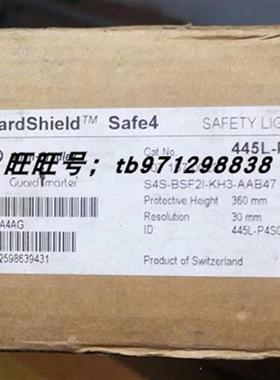 ardShield™ Safe4 SAFETY LIG
Cat No. 445L-P
旺旺号；tb971298838
Guardmaster
S4S-BSF2I-KH3-AAB47
Protective Height 360 mm
Resolution 30 mm
ID: 445L-P4S0
A4AG
2598639431
Product of Switzerland